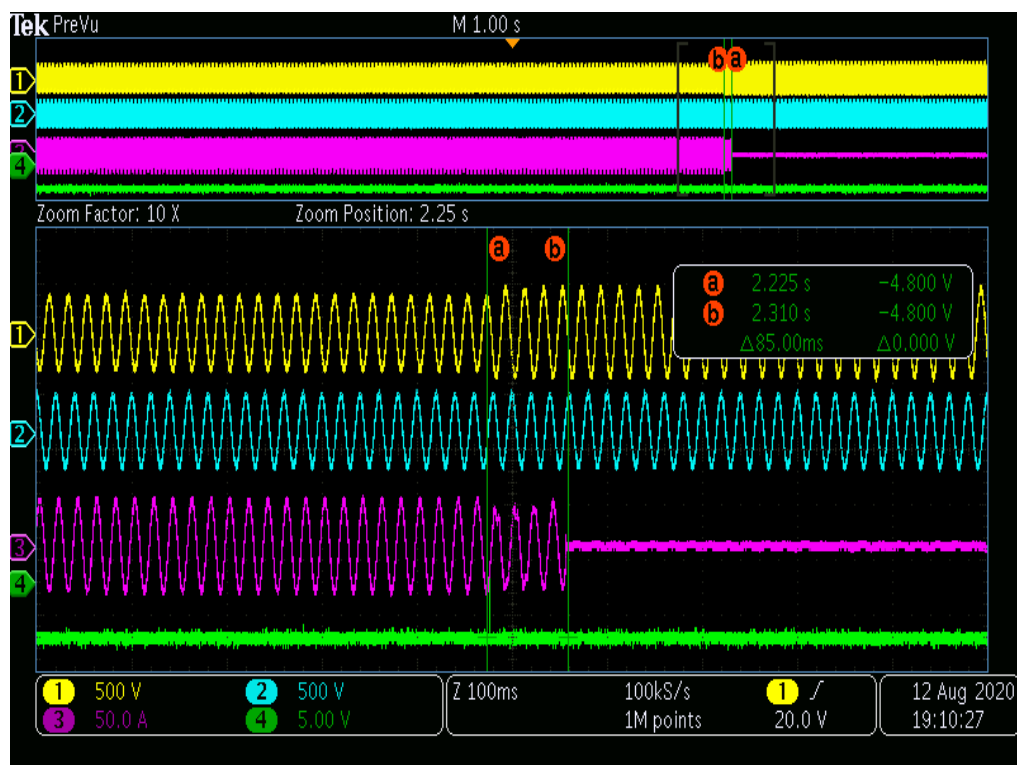 Tek PreVu M 1.00 s
b a
1
2
3
4
Zoom Factor: 10 X Zoom Position: 2.25 s
a b
a 2.225 s −4.800 V
b 2.310 s −4.800 V
△85.00ms △0.000 V
1
2
3
4
1 500 V 2 500 V Z 100ms 100kS/s 1 ∫ 12 Aug 2020
3 50.0 A 4 5.00 V 1M points 20.0 V 19:10:27